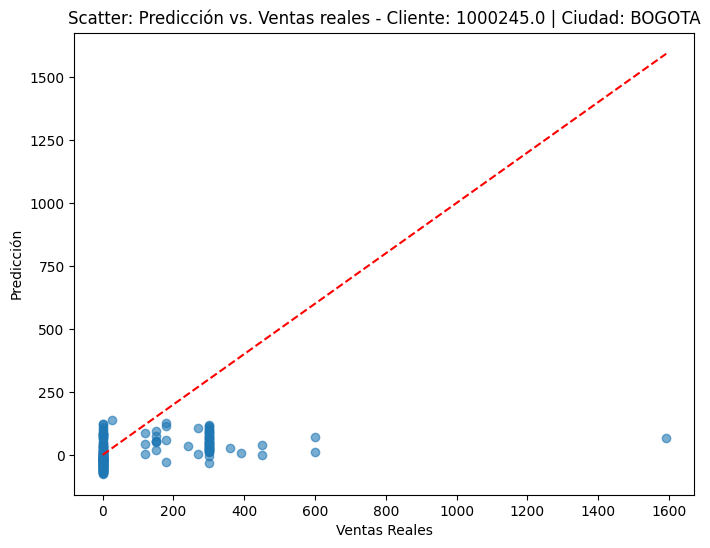 Scatter: Predicción vs. Ventas reales - Cliente: 1000245.0 | Ciudad: BOGOTA
1500
1250
1000
750
500
250
0
Predicción
0 200 400 600 800 1000 1200 1400 1600
Ventas Reales